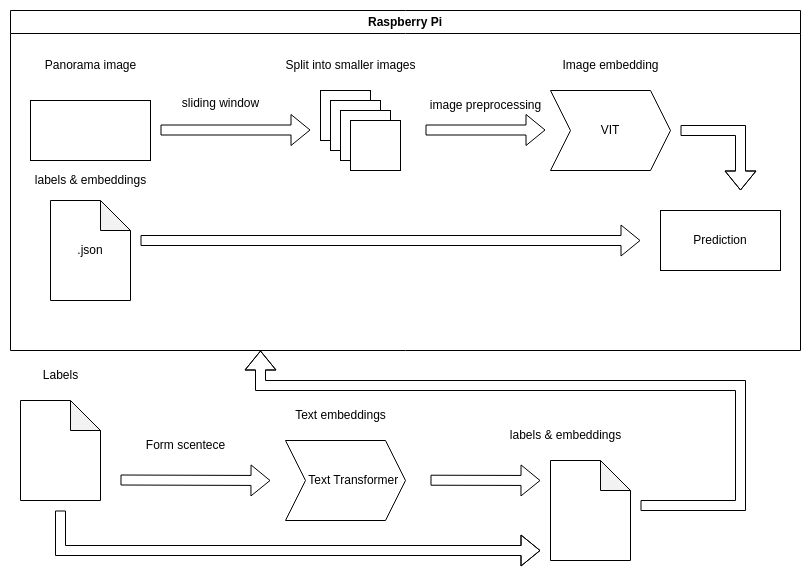 Raspberry Pi
Panorama image
sliding window
Split into smaller images
image preprocessing
Image embedding
VIT
labels & embeddings
.json
Prediction
Labels
Form scentece
Text embeddings
Text Transformer
labels & embeddings